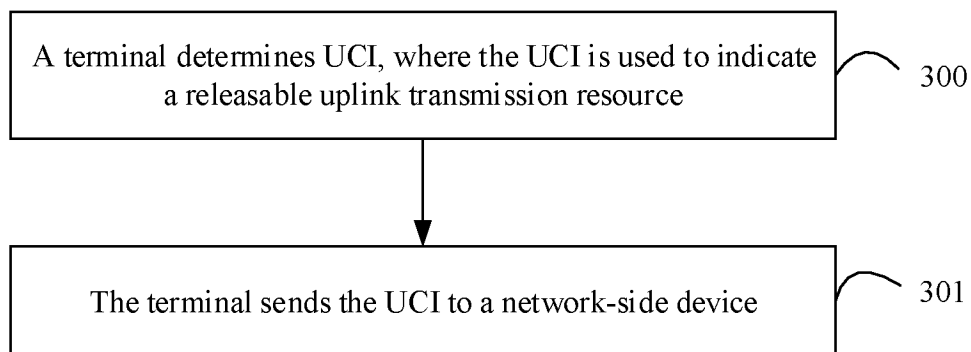 A terminal determines UCI, where the UCI is used to indicate
a releasable uplink transmission resource
300
The terminal sends the UCI to a network-side device
301